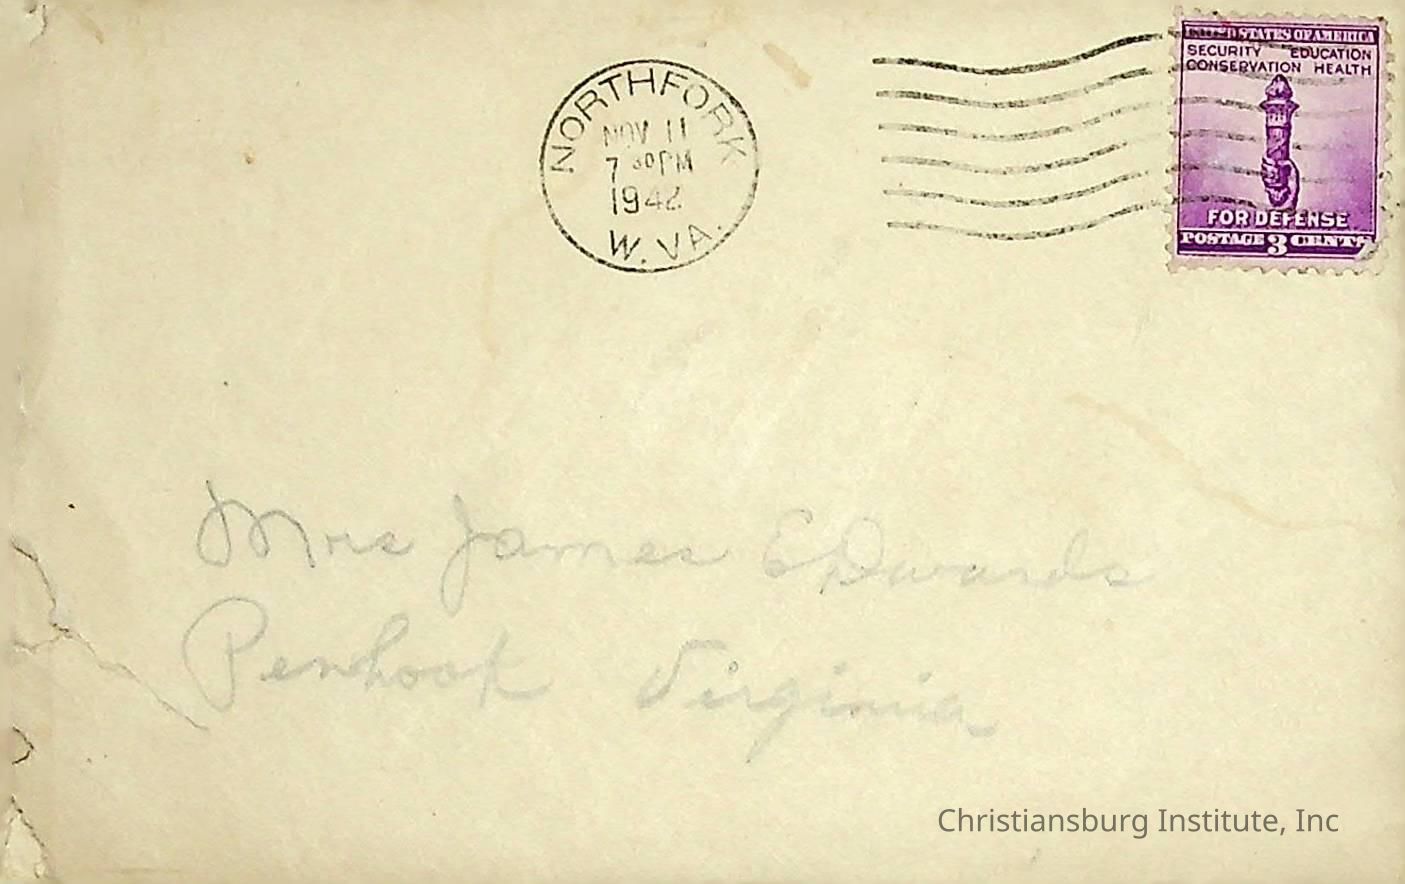 NORTHFORK
NOV 11
7 30 PM
1942
W. VA.
UNITED STATES OF AMERICA
SECURITY EDUCATION
CONSERVATION HEALTH
FOR DEFENSE
POSTAGE 3 CENTS
Mrs James EDwards
Penhook Virginia
Christiansburg Institute, Inc